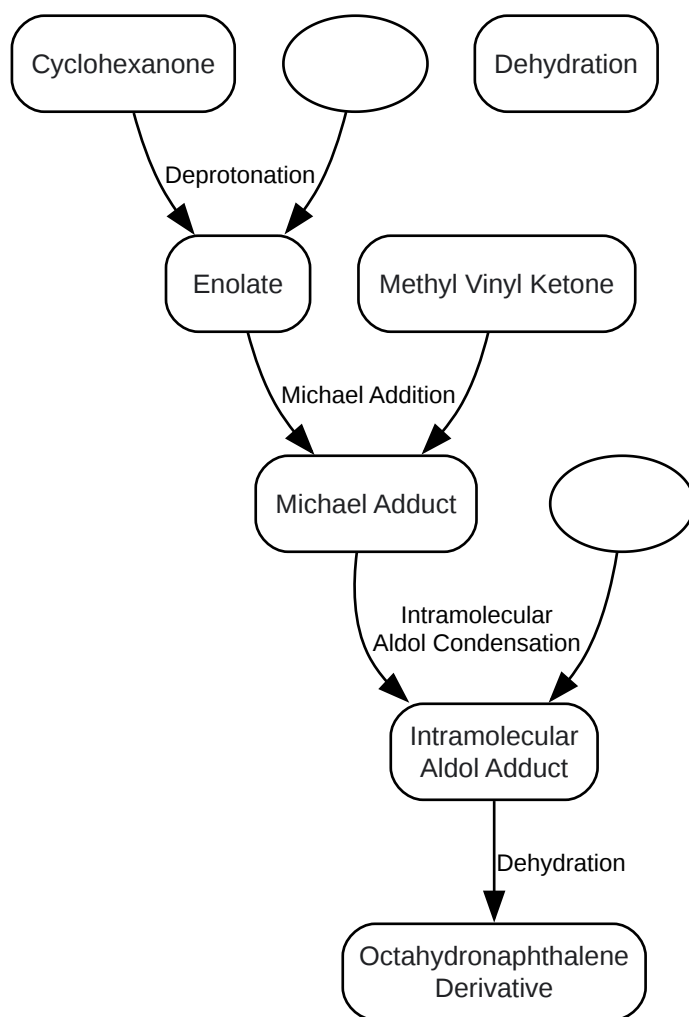 Cyclohexanone
Dehydration
Deprotonation
Enolate
Methyl Vinyl Ketone
Michael Addition
Michael Adduct
Intramolecular
Aldol Condensation
Intramolecular
Aldol Adduct
Dehydration
Octahydronaphthalene
Derivative